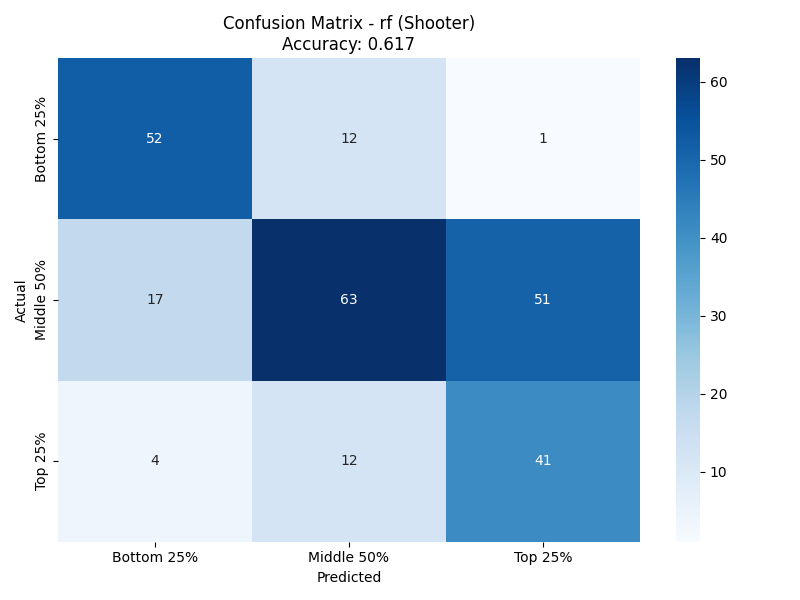 Confusion Matrix - rf (Shooter)
Accuracy: 0.617
Actual
Bottom 25%
52 12 1
Middle 50%
17 63 51
Top 25%
4 12 41
Bottom 25% Middle 50% Top 25%
Predicted
60
50
40
30
20
10